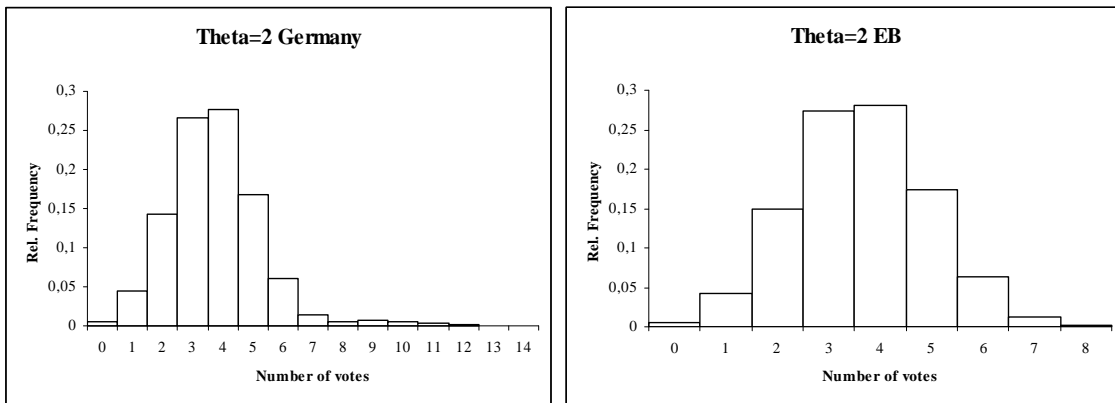 Theta=2 Germany
0,3
0,25
0,2
0,15
0,1
0,05
0
Rel. Frequency
0 1 2 3 4 5 6 7 8 9 10 11 12 13 14
Number of votes
Theta=2 EB
0,3
0,25
0,2
0,15
0,1
0,05
0
Rel. Frequency
0 1 2 3 4 5 6 7 8
Number of votes